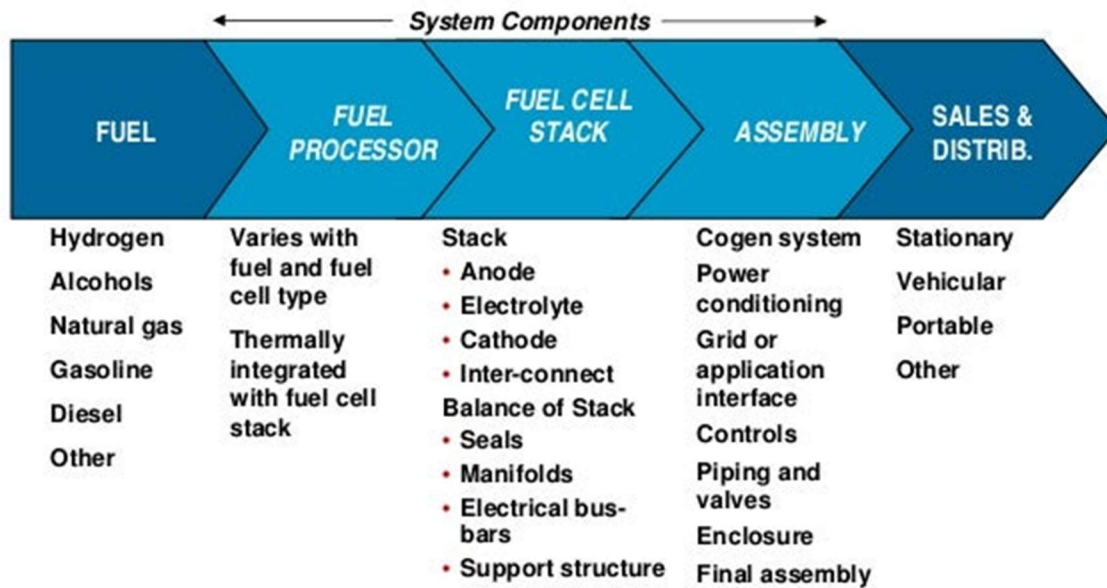 System Components
FUEL
FUEL
PROCESSOR
FUEL CELL
STACK
ASSEMBLY
SALES &
DISTRIB.
Hydrogen
Alcohols
Natural gas
Gasoline
Diesel
Other
Varies with
fuel and fuel
cell type
Thermally
integrated
with fuel cell
stack
Stack
• Anode
• Electrolyte
• Cathode
• Inter-connect
Balance of Stack
• Seals
• Manifolds
• Electrical bus-
bars
• Support structure
Cogen system
Power
conditioning
Grid or
application
interface
Controls
Piping and
valves
Enclosure
Final assembly
Stationary
Vehicular
Portable
Other